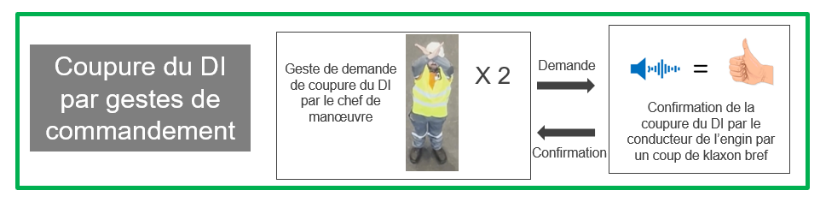 Coupure du DI
par gestes de
commandement
Geste de demande
de coupure du DI
par le chef de
manœuvre
X 2
Demande
Confirmation
=
Confirmation de la
coupure du DI par le
conducteur de l'engin par
un coup de klaxon bref